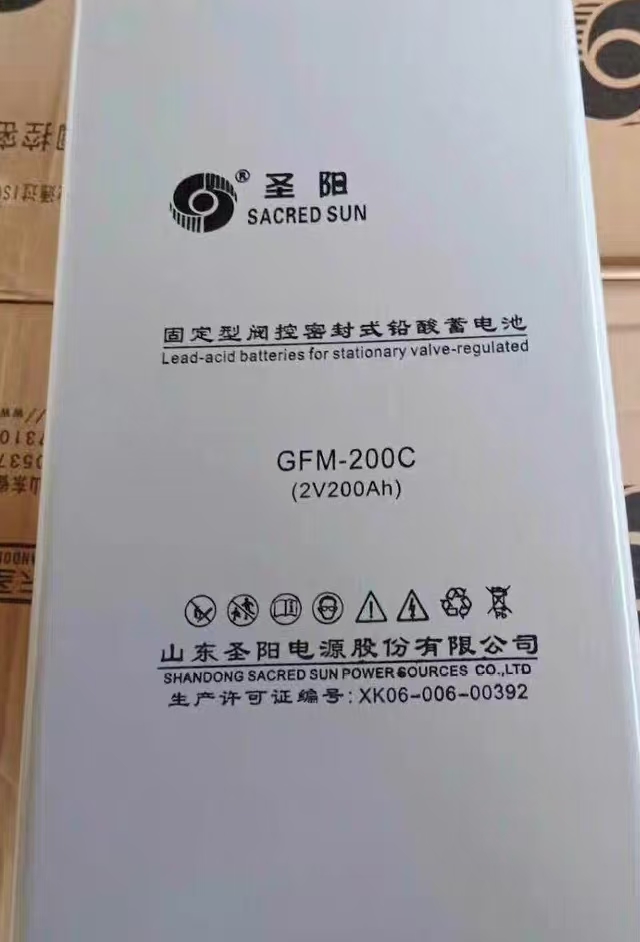 ® 圣阳
SACRED SUN
固定型阀控密封式铅酸蓄电池
Lead-acid batteries for stationary valve-regulated
GFM-200C
(2V200Ah)
Pb
山东圣阳电源股份有限公司
SHANDONG SACRED SUN POWER SOURCES CO.,LTD
生产许可证编号:XK06-006-00392